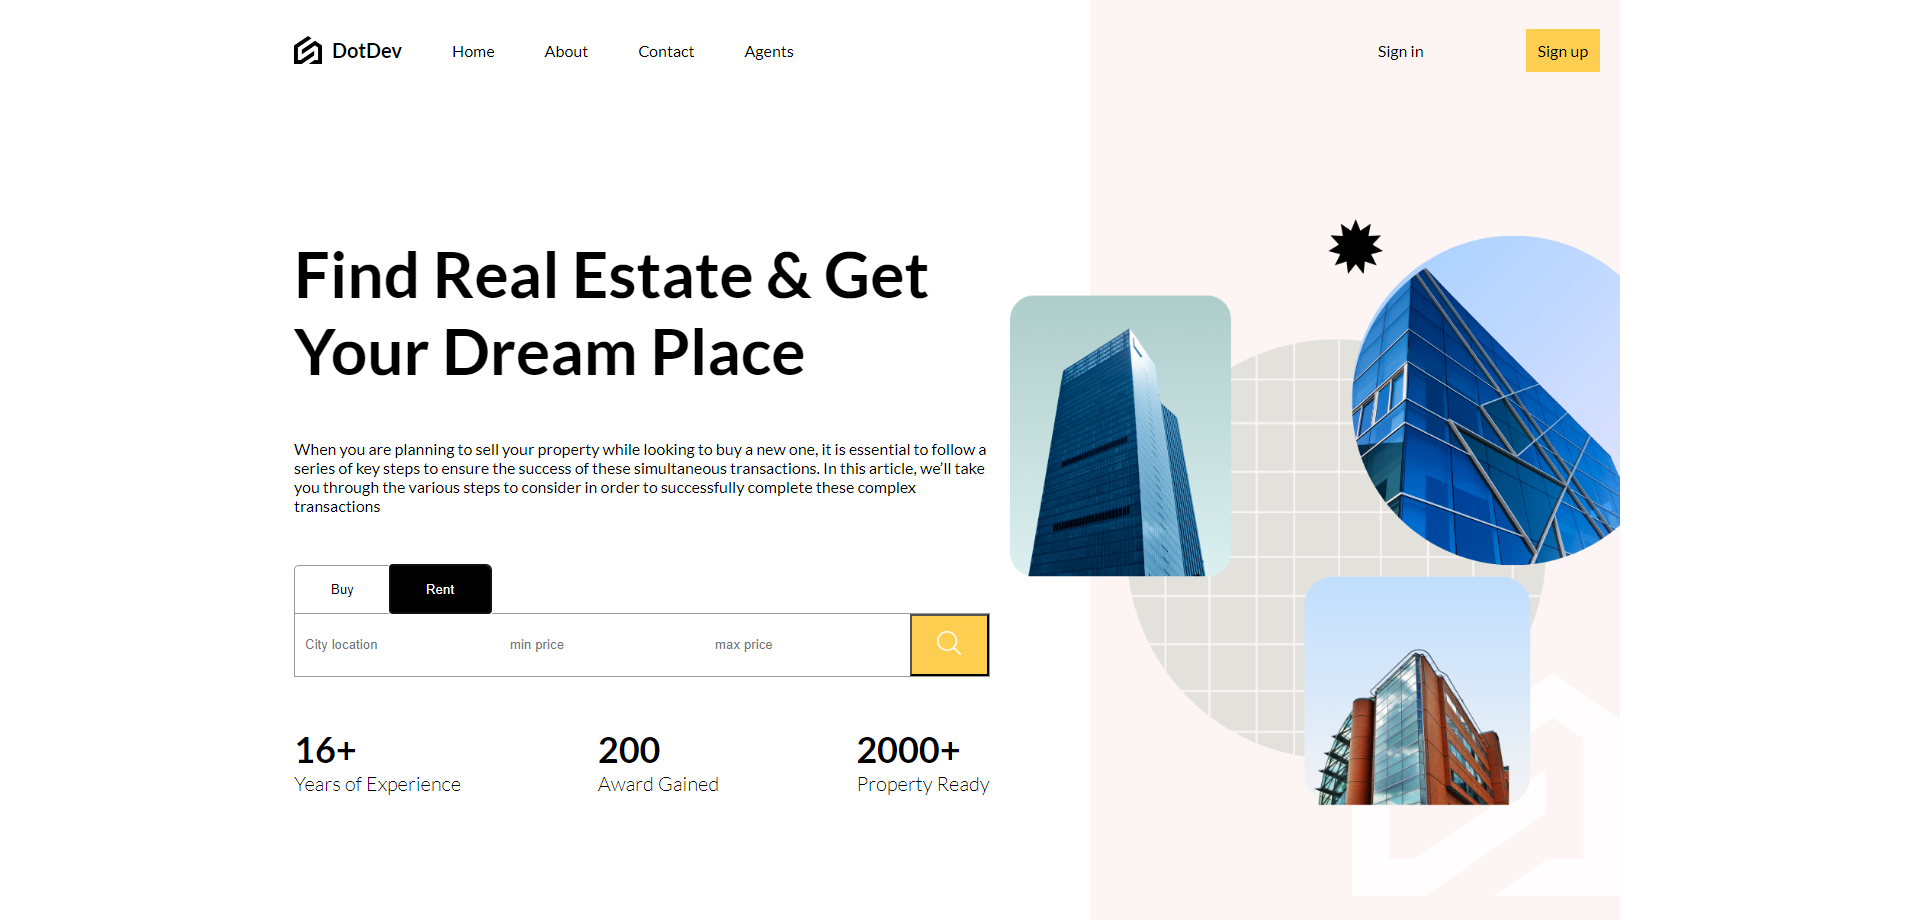 DotDev Home About Contact Agents Sign in Sign up
Find Real Estate & Get
Your Dream Place
When you are planning to sell your property while looking to buy a new one, it is essential to follow a
series of key steps to ensure the success of these simultaneous transactions. In this article, we’ll take
you through the various steps to consider in order to successfully complete these complex
transactions
Buy Rent
City location min price max price
16+ 200 2000+
Years of Experience Award Gained Property Ready